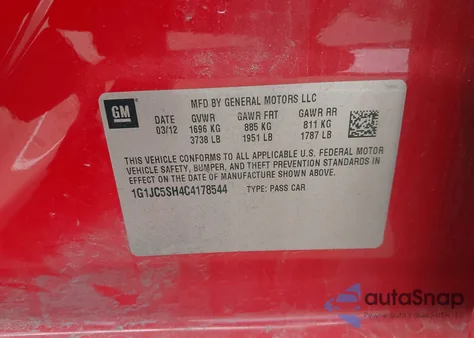 GM
MFD BY GENERAL MOTORS LLC
DATE GVWR GAWR FRT GAWR RR
03/12 1696 KG 885 KG 811 KG
3738 LB 1951 LB 1787 LB
THIS VEHICLE CONFORMS TO ALL APPLICABLE U.S. FEDERAL MOTOR
VEHICLE SAFETY, BUMPER, AND THEFT PREVENTION STANDARDS IN
EFFECT ON THE DATE OF MANUFACTURE SHOWN ABOVE.
1G1JC5SH4C4178544 TYPE: PASS CAR
autoSnap